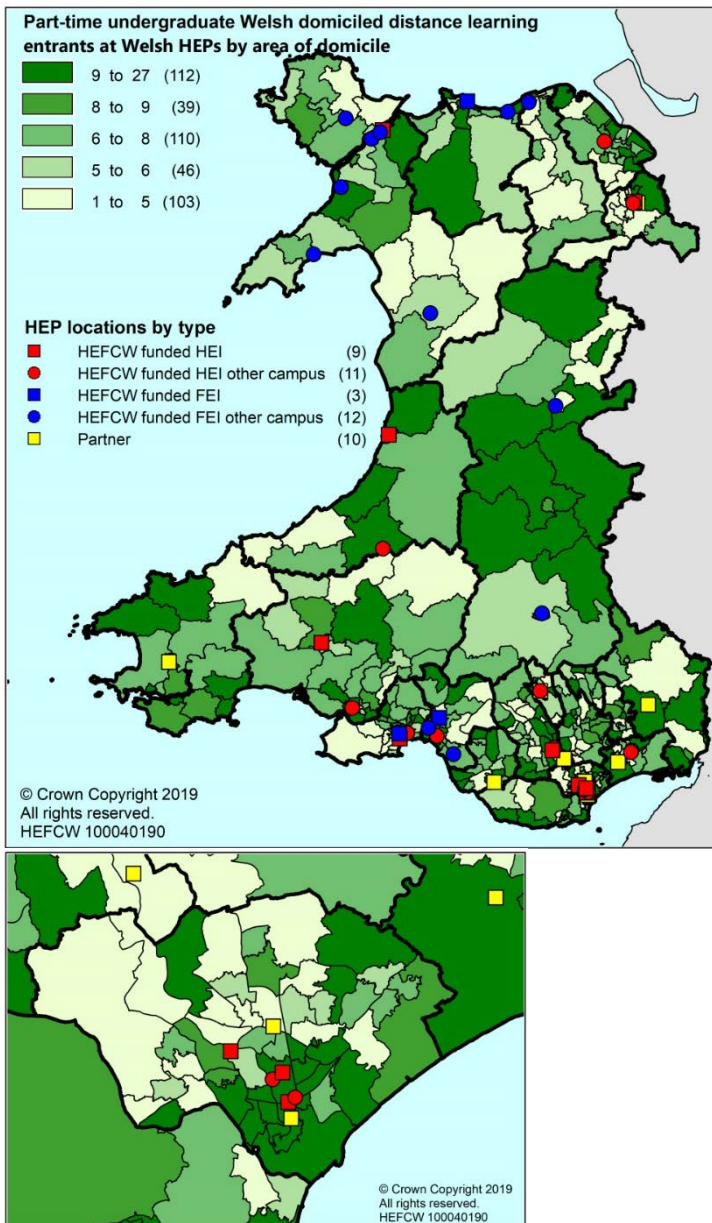 Part-time undergraduate Welsh domiciled distance learning
entrants at Welsh HEPs by area of domicile
9 to 27 (112)
8 to 9 (39)
6 to 8 (110)
5 to 6 (46)
1 to 5 (103)
HEP locations by type
HEFCW funded HEI (9)
HEFCW funded HEI other campus (11)
HEFCW funded FEI (3)
HEFCW funded FEI other campus (12)
Partner (10)
© Crown Copyright 2019
All rights reserved.
HEFCW 100040190
© Crown Copyright 2019
All rights reserved.
HEFCW 100040190